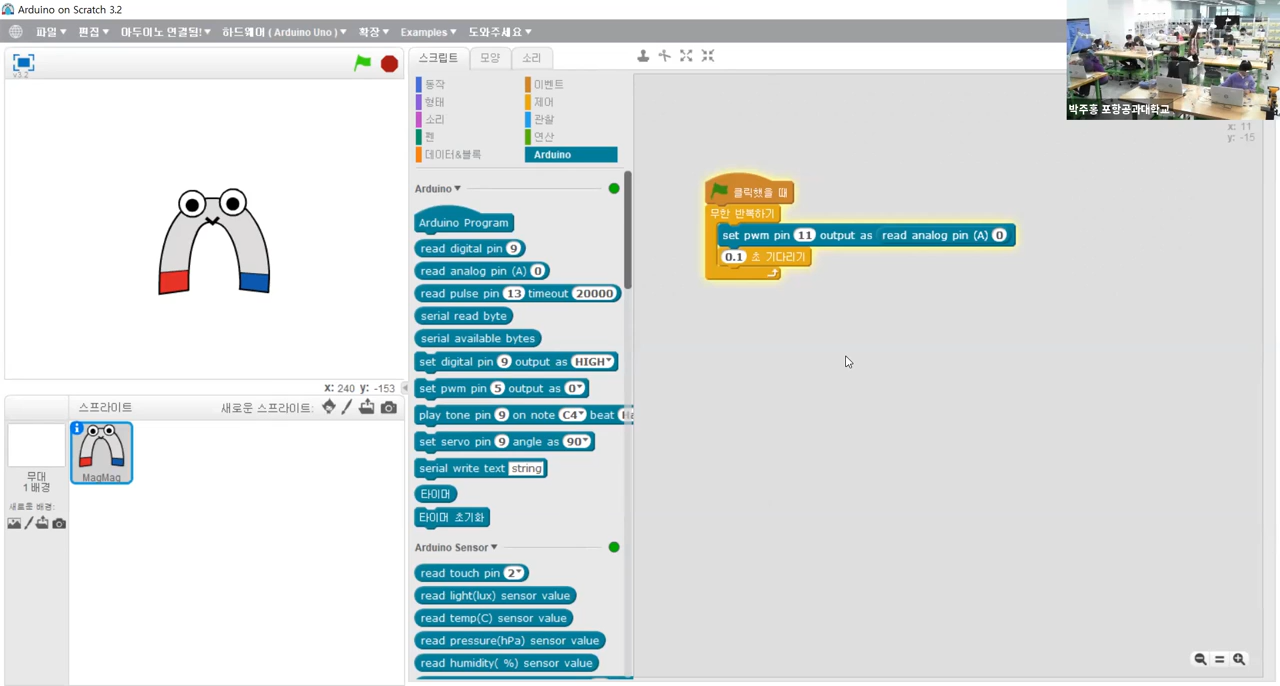 Arduino on Scratch 3.2
파일 편집 아두이노 연결됨! 하드웨어 ( Arduino Uno ) 확장 Examples 도와주세요
v3.2
x: 240 y: -153
스프라이트 새로운 스프라이트:
MagMag
무대
1 배경
새로운 배경:
스크립트 모양 소리
동작 이벤트
형태 제어
소리 관찰
펜 연산
데이터&블록 Arduino
Arduino
Arduino Program
read digital pin 9
read analog pin (A) 0
read pulse pin 13 timeout 20000
serial read byte
serial available bytes
set digital pin 9 output as HIGH
set pwm pin 5 output as 0
play tone pin 9 on note C4 beat Ha
set servo pin 9 angle as 90
serial write text string
타이머
타이머 초기화
Arduino Sensor
read touch pin 2
read light(lux) sensor value
read temp(C) sensor value
read pressure(hPa) sensor value
read humidity( %) sensor value
클릭했을 때
무한 반복하기
set pwm pin 11 output as read analog pin (A) 0
0.1 초 기다리기
박주홍 포항공과대학교
x: 11
y: -15